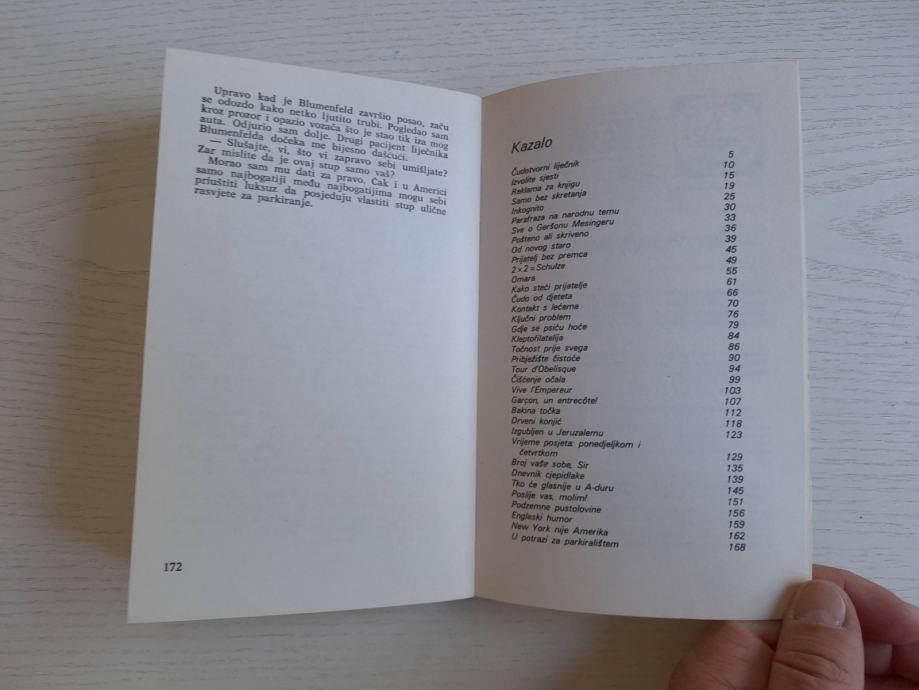 Upravo kad je Blumenfeld završio posao, začu
se odozdo kako netko ljutito trubi. Pogledao sam
kroz prozor i opazio vozača što je stao tik iza mog
auta. Odjurio sam dolje. Drugi pacijent liječnika
Blumenfelda dočeka me bijesno dašćući.
— Slušajte, vi, što vi zapravo sebi umišljate?
Zar mislite da je ovaj stup samo vaš?
Morao sam mu dati za pravo. Čak i u Americi
samo najbogatiji među najbogatijima mogu sebi
priuštiti luksuz da posjeduju vlastiti stup ulične
rasvjete za parkiranje.
172
Kazalo
Čudotvorni liječnik 5
Izvolite sjesti 10
Reklama za knjigu 15
Samo bez skretanja 19
Inkognito 25
Parafraza na narodnu temu 30
Sve o Geršonu Mesingeru 33
Pošteno ali skriveno 36
Od novog staro 39
Prijatelj bez premca 45
2×2=Schulze 49
Omara 55
Kako steći prijatelje 61
Čudo od djeteta 66
Kontakt s lećama 70
Ključni problem 76
Gdje se psiću hoće 79
Kleptofilatelija 84
Točnost prije svega 86
Pribježište čistoće 90
Tour d'Obelisque 94
Čišćenje očala 99
Vive l'Empereur 103
Garçon, un entrecôte! 107
Bakina točka 112
Drveni konjić 118
Izgubljen u Jeruzalemu 123
Vrijeme posjeta: ponedjeljkom i
četvrtkom 129
Broj vaše sobe, Sir 135
Dnevnik cjepidlake 139
Tko će glasnije u A-duru 145
Poslije vas, molim! 151
Podzemne pustolovine 156
Engleski humor 159
New York nije Amerika 162
U potrazi za parkiralištem 168